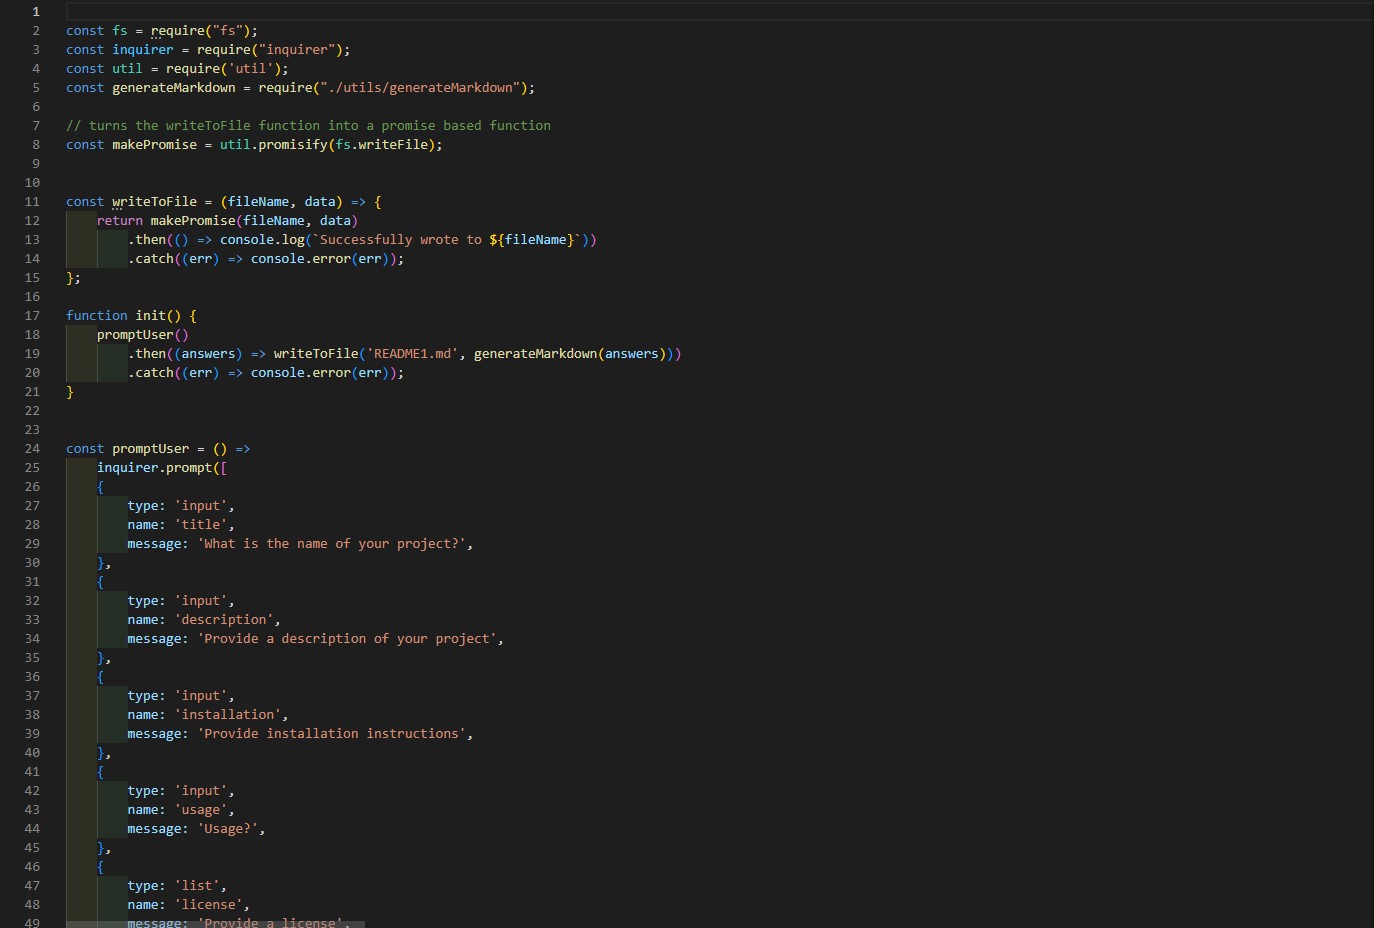 1
2 const fs = require("fs");
3 const inquirer = require("inquirer");
4 const util = require('util');
5 const generateMarkdown = require("./utils/generateMarkdown");
6
7 // turns the writeToFile function into a promise based function
8 const makePromise = util.promisify(fs.writeFile);
9
10
11 const writeToFile = (fileName, data) => {
12     return makePromise(fileName, data)
13         .then(() => console.log(`Successfully wrote to ${fileName}`))
14         .catch((err) => console.error(err));
15 };
16
17 function init() {
18     promptUser()
19         .then((answers) => writeToFile('README1.md', generateMarkdown(answers)))
20         .catch((err) => console.error(err));
21 }
22
23
24 const promptUser = () =>
25     inquirer.prompt([
26     {
27         type: 'input',
28         name: 'title',
29         message: 'What is the name of your project?',
30     },
31     {
32         type: 'input',
33         name: 'description',
34         message: 'Provide a description of your project',
35     },
36     {
37         type: 'input',
38         name: 'installation',
39         message: 'Provide installation instructions',
40     },
41     {
42         type: 'input',
43         name: 'usage',
44         message: 'Usage?',
45     },
46     {
47         type: 'list',
48         name: 'license',
49         message: 'Provide a license',